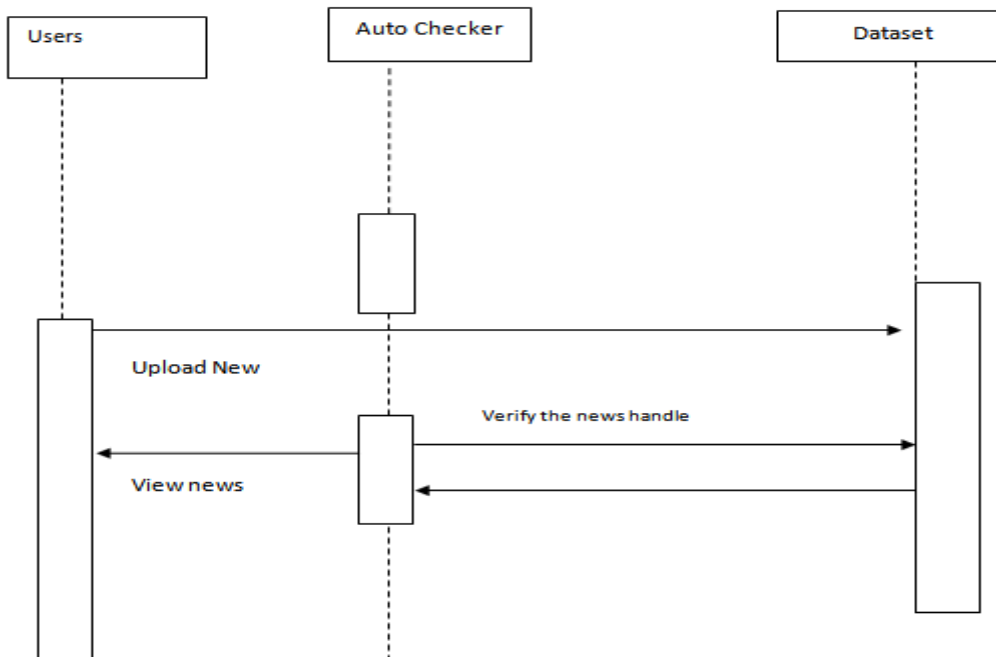 Users
Auto Checker
Dataset
Upload New
Verify the news handle
View news